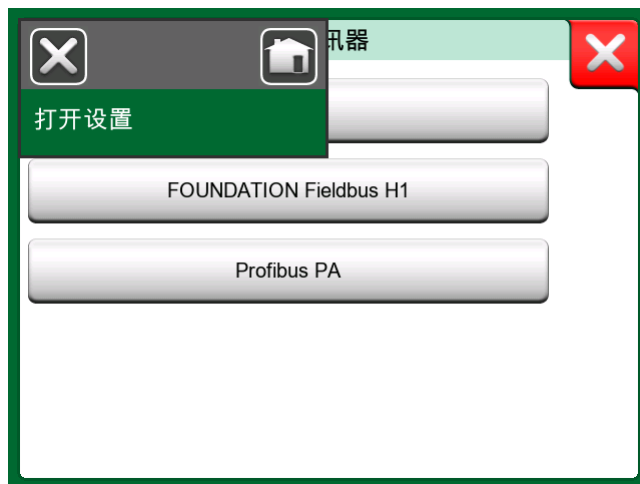 讯器
打开设置
FOUNDATION Fieldbus H1
Profibus PA